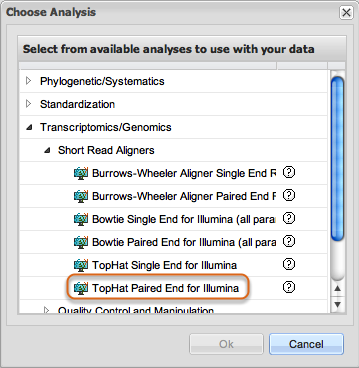 Choose Analysis
Select from available analyses to use with your data
Phylogenetic/Systematics
Standardization
Transcriptomics/Genomics
Short Read Aligners
Burrows-Wheeler Aligner Single End R
Burrows-Wheeler Aligner Paired End F
Bowtie Single End for Illumina (all para
Bowtie Paired End for Illumina (all para
TopHat Single End for Illumina
TopHat Paired End for Illumina
Quality Control and Manipulation
Ok Cancel